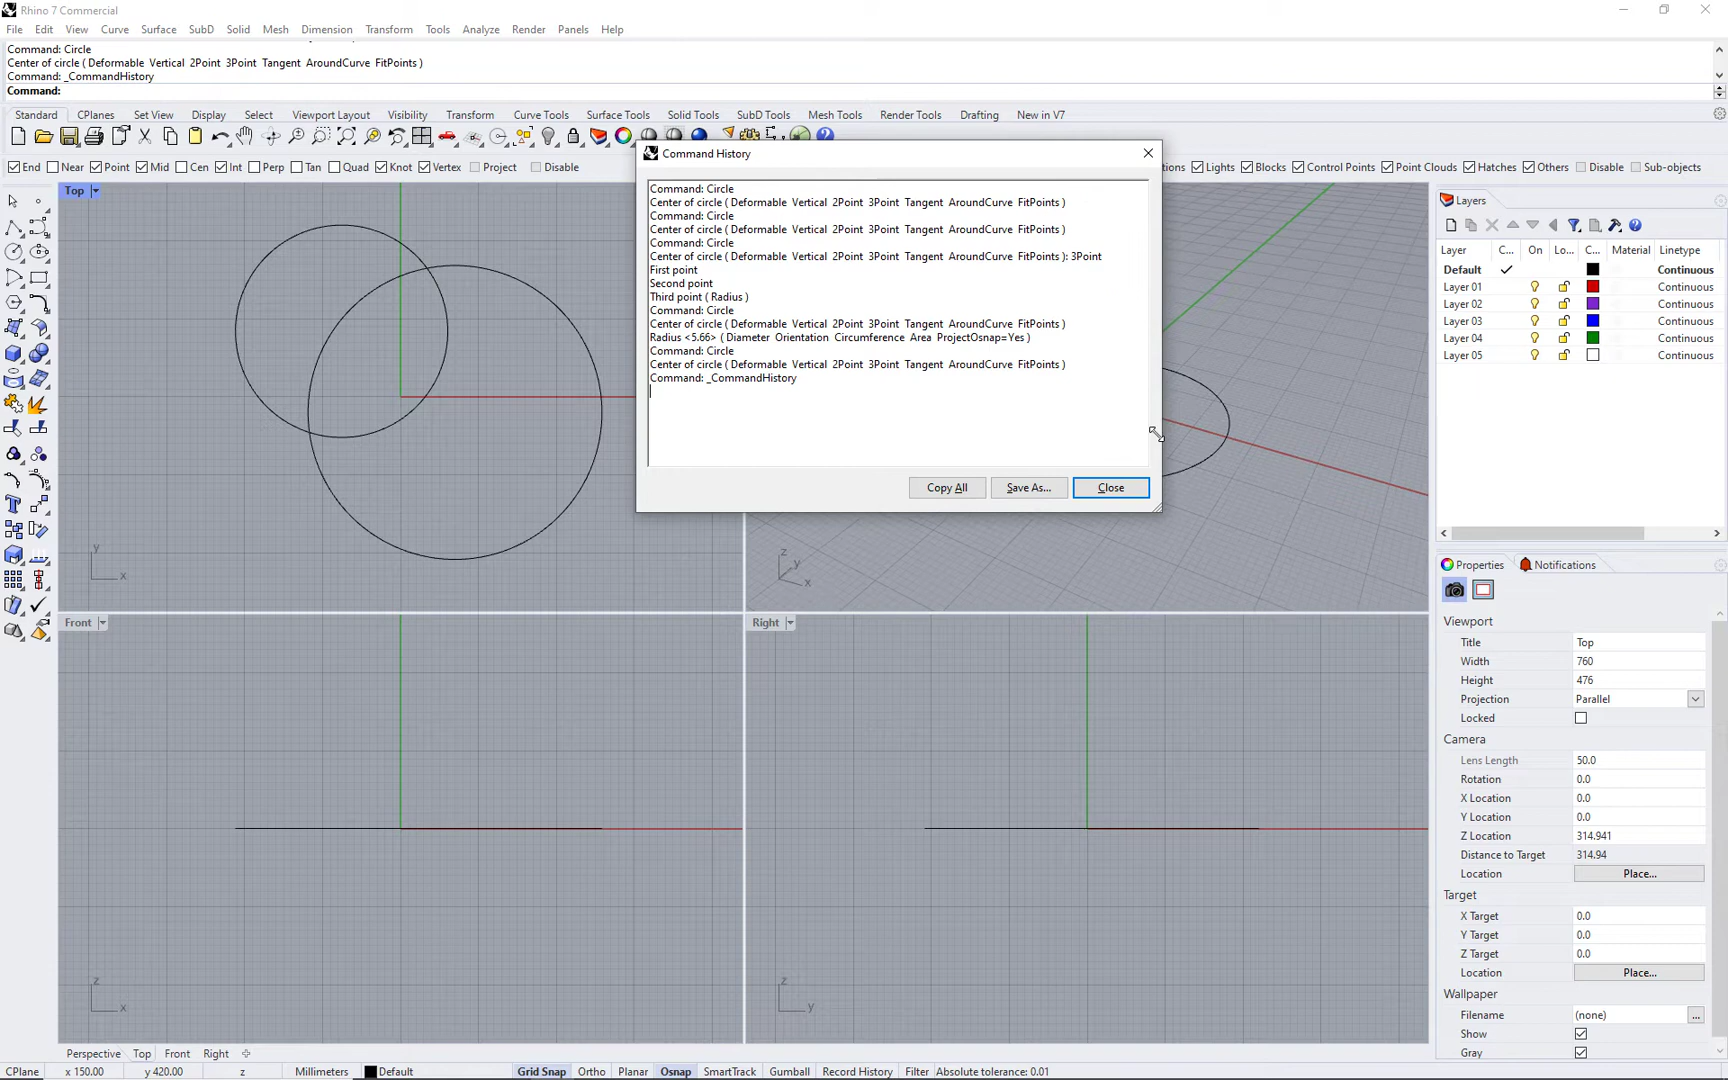 Rhino 7 Commercial
File Edit View Curve Surface SubD Solid Mesh Dimension Transform Tools Analyze Render Panels Help
Command: Circle
Center of circle ( Deformable Vertical 2Point 3Point Tangent AroundCurve FitPoints )
Command: _CommandHistory
Command:
Standard CPlanes Set View Display Select Viewport Layout Visibility Transform Curve Tools Surface Tools Solid Tools SubD Tools Mesh Tools Render Tools Drafting New in V7
End Near Point Mid Cen Int Perp Tan Quad Knot Vertex Project Disable
Lights Blocks Control Points Point Clouds Hatches Others Disable Sub-objects
Command History
Command: Circle
Center of circle ( Deformable Vertical 2Point 3Point Tangent AroundCurve FitPoints )
Command: Circle
Center of circle ( Deformable Vertical 2Point 3Point Tangent AroundCurve FitPoints )
Command: Circle
Center of circle ( Deformable Vertical 2Point 3Point Tangent AroundCurve FitPoints ): 3Point
First point
Second point
Third point ( Radius )
Command: Circle
Center of circle ( Deformable Vertical 2Point 3Point Tangent AroundCurve FitPoints )
Radius <5.66> ( Diameter Orientation Circumference Area ProjectOsnap=Yes )
Command: Circle
Center of circle ( Deformable Vertical 2Point 3Point Tangent AroundCurve FitPoints )
Command: _CommandHistory
Copy All Save As... Close
Top
y
x
z
y
x
Front
z
x
Right
z
y
Layers
Layer C... On Lo... C... Material Linetype
Default Continuous
Layer 01 Continuous
Layer 02 Continuous
Layer 03 Continuous
Layer 04 Continuous
Layer 05 Continuous
Properties Notifications
Viewport
Title Top
Width 760
Height 476
Projection Parallel
Locked
Camera
Lens Length 50.0
Rotation 0.0
X Location 0.0
Y Location 0.0
Z Location 314.941
Distance to Target 314.94
Location Place...
Target
X Target 0.0
Y Target 0.0
Z Target 0.0
Location Place...
Wallpaper
Filename (none) ...
Show
Gray
Perspective Top Front Right
CPlane x 150.00 y 420.00 z Millimeters Default Grid Snap Ortho Planar Osnap SmartTrack Gumball Record History Filter Absolute tolerance: 0.01